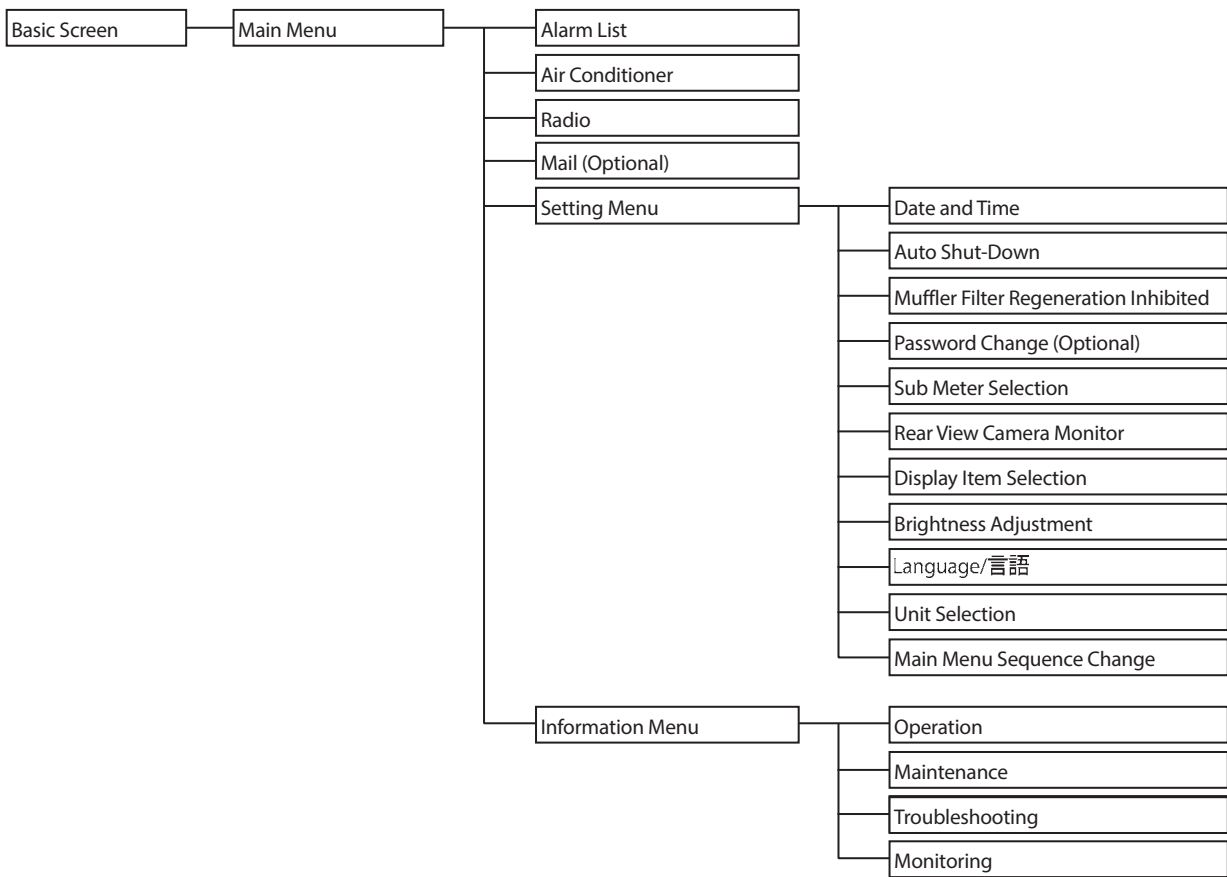 Basic Screen
Main Menu
Alarm List
Air Conditioner
Radio
Mail (Optional)
Setting Menu
Date and Time
Auto Shut-Down
Muffler Filter Regeneration Inhibited
Password Change (Optional)
Sub Meter Selection
Rear View Camera Monitor
Display Item Selection
Brightness Adjustment
Language/言語
Unit Selection
Main Menu Sequence Change
Information Menu
Operation
Maintenance
Troubleshooting
Monitoring